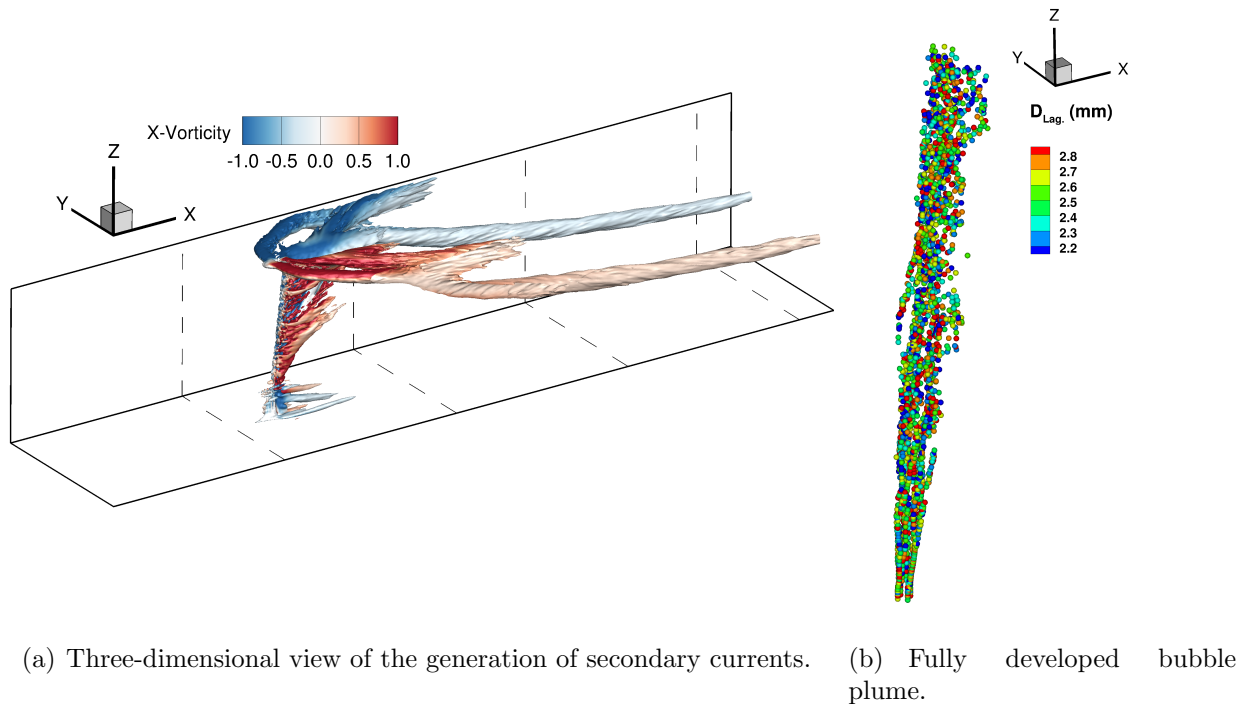 X-Vorticity
-1.0 -0.5 0.0 0.5 1.0
Z
Y
X
Z
Y
X
D_Lag. (mm)
2.8
2.7
2.6
2.5
2.4
2.3
2.2
(a) Three-dimensional view of the generation of secondary currents.
(b) Fully developed bubble
plume.